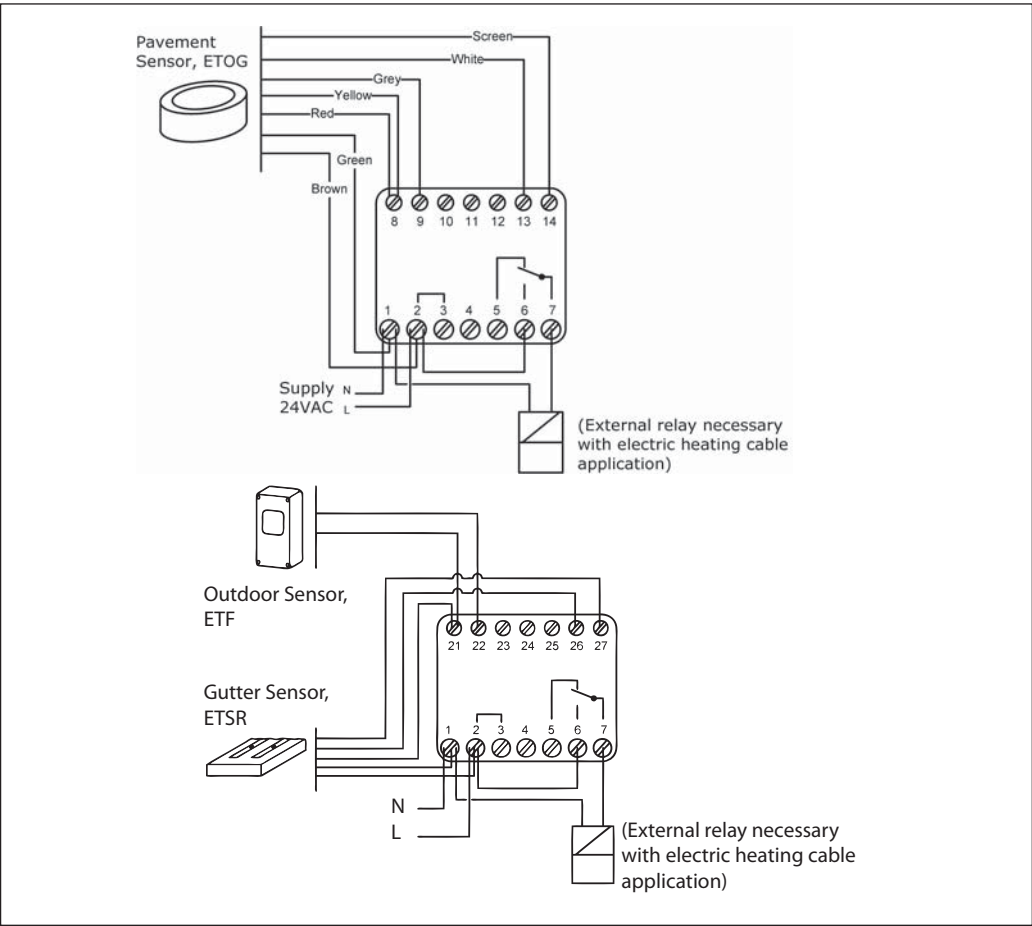 Pavement
Sensor, ETOG
Screen
White
Grey
Yellow
Red
Green
Brown
8 9 10 11 12 13 14
1 2 3 4 5 6 7
Supply N
24VAC L
(External relay necessary
with electric heating cable
application)
Outdoor Sensor,
ETF
21 22 23 24 25 26 27
Gutter Sensor,
ETSR
1 2 3 4 5 6 7
N
L
(External relay necessary
with electric heating cable
application)